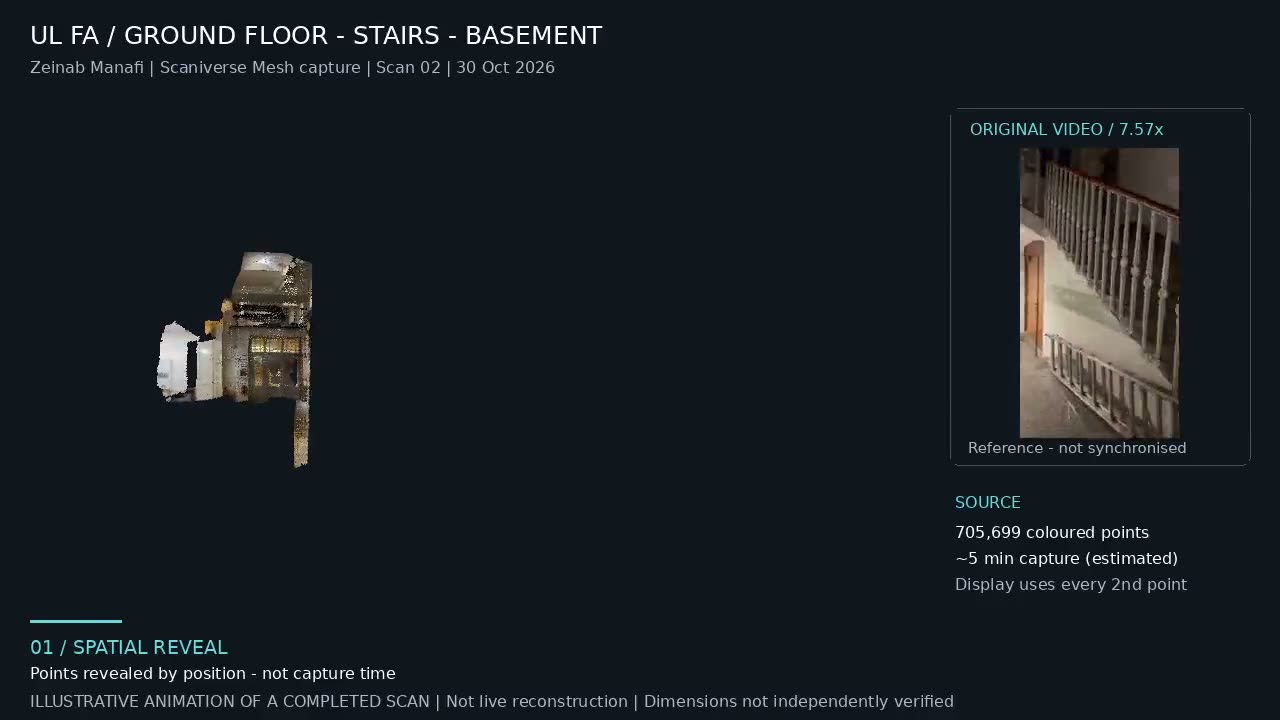 UL FA / GROUND FLOOR - STAIRS - BASEMENT
Zeinab Manafi | Scaniverse Mesh capture | Scan 02 | 30 Oct 2026
ORIGINAL VIDEO / 7.57x
Reference - not synchronised
SOURCE
705,699 coloured points
~5 min capture (estimated)
Display uses every 2nd point
01 / SPATIAL REVEAL
Points revealed by position - not capture time
ILLUSTRATIVE ANIMATION OF A COMPLETED SCAN | Not live reconstruction | Dimensions not independently verified